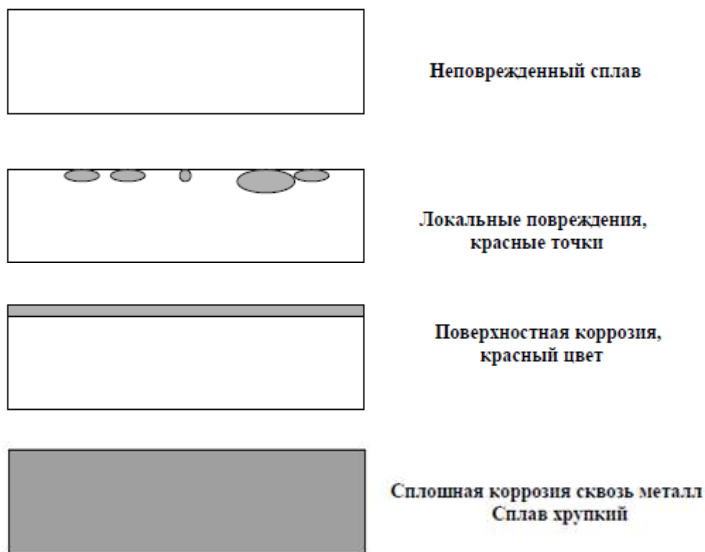 Неповрежденный сплав
Локальные повреждения,
красные точки
Поверхностная коррозия,
красный цвет
Сплошная коррозия сквозь металл
Сплав хрупкий